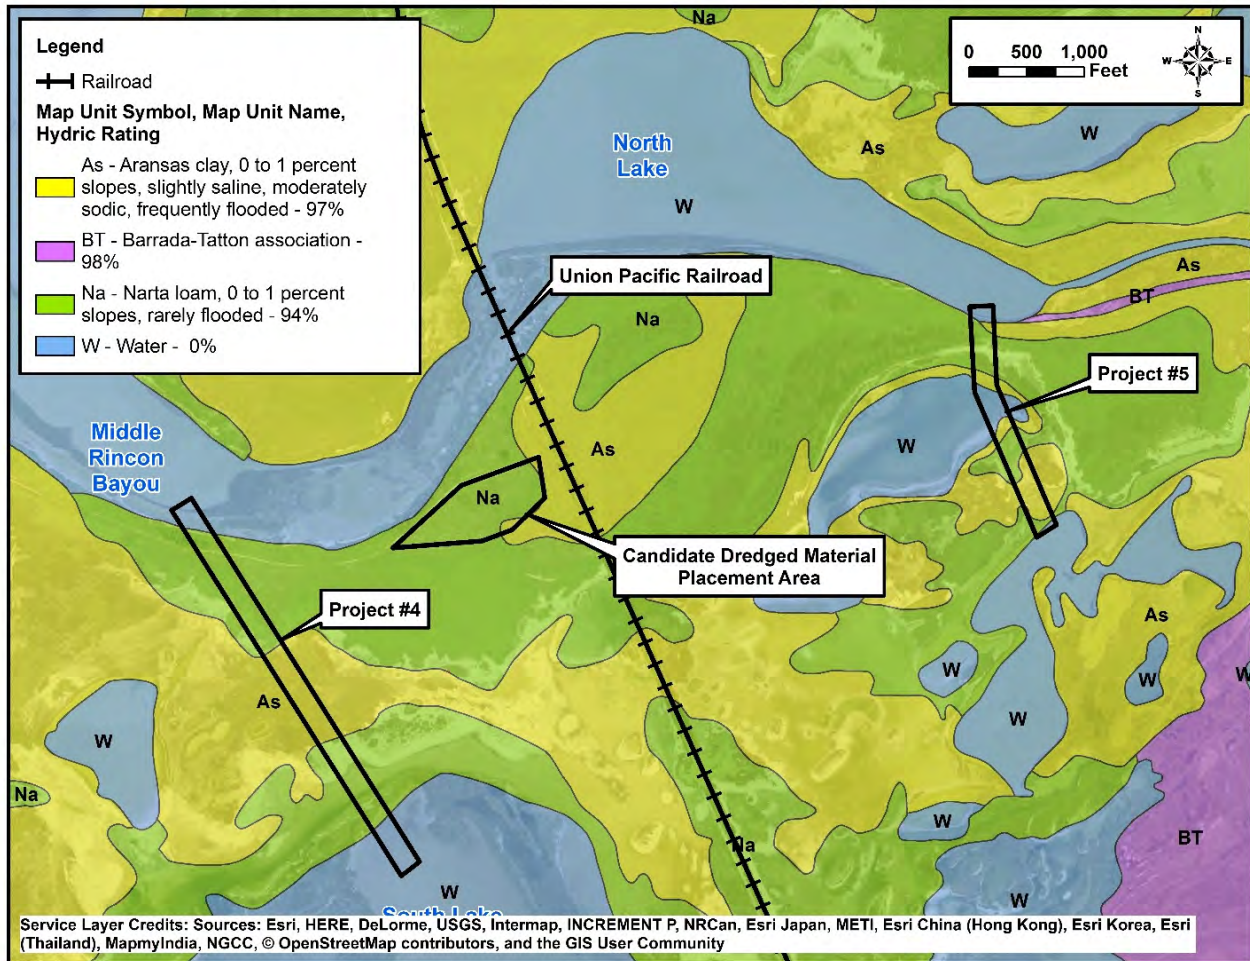 Legend
Railroad
Map Unit Symbol, Map Unit Name,
Hydric Rating
As - Aransas clay, 0 to 1 percent
slopes, slightly saline, moderately
sodic, frequently flooded - 97%
BT - Barrada-Tatton association -
98%
Na - Narta loam, 0 to 1 percent
slopes, rarely flooded - 94%
W - Water - 0%
0 500 1,000
Feet
N
W E
S
Na
W
North
Lake
As
W
As
BT
Union Pacific Railroad
Na
Project #5
Middle
Rincon
Bayou
W
As
Na
Candidate Dredged Material
Placement Area
Project #4
As
As
W
W
W
W
W
W
Na
W
Na
BT
W
W
South Lake
Service Layer Credits: Sources: Esri, HERE, DeLorme, USGS, Intermap, INCREMENT P, NRCan, Esri Japan, METI, Esri China (Hong Kong), Esri Korea, Esri
(Thailand), MapmyIndia, NGCC, © OpenStreetMap contributors, and the GIS User Community